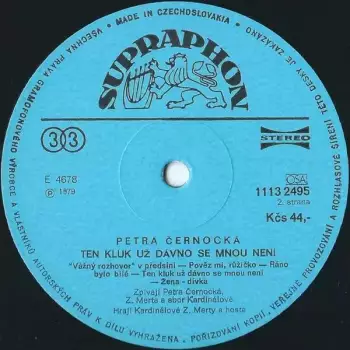 MADE IN CZECHOSLOVAKIA • VŠECHNA PRÁVA GRAMOFONOVÉHO VÝROBCE A VLASTNÍKŮ AUTORSKÝCH PRÁV K DÍLU VYHRAŽENA • POŘIZOVÁNÍ KOPIÍ, VEŘEJNÉ PROVOZOVÁNÍ A ROZHLASOVÉ ŠÍŘENÍ TÉTO DESKY JE ZAKÁZÁNO
SUPRAPHON
33
STEREO
E 4678
℗ 1979
OSA
1113 2495
2. strana
Kčs 44,-
PETRA ČERNOCKÁ
TEN KLUK UŽ DÁVNO SE MNOU NENÍ
"Vážný rozhovor" v předsíni — Pověz mi, růžičko — Ráno
bylo bílé — Ten kluk už dávno se mnou není
— Žena - dívka
Zpívají Petra Černocká,
Z. Merta a sbor Kardinálové
Hrají Kardinálové Z. Merty a hosté